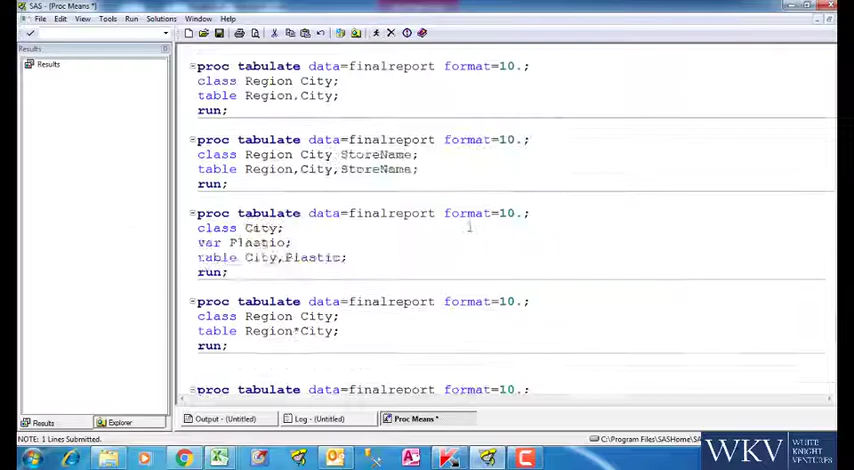 SAS - [Proc Means *]
File Edit View Tools Run Solutions Window Help
Results
Results
proc tabulate data=finalreport format=10.;
class Region City;
table Region,City;
run;
proc tabulate data=finalreport format=10.;
class Region City StoreName;
table Region,City,StoreName;
run;
proc tabulate data=finalreport format=10.;
class City;
var Plastic;
table City,Plastic;
run;
proc tabulate data=finalreport format=10.;
class Region City;
table Region*City;
run;
proc tabulate data=finalreport format=10.;
Results Explorer Output - (Untitled) Log - (Untitled) Proc Means *
NOTE: 1 Lines Submitted. C:\Program Files\SASHome\SA
WKV WHITE
KNIGHT
VENTURES